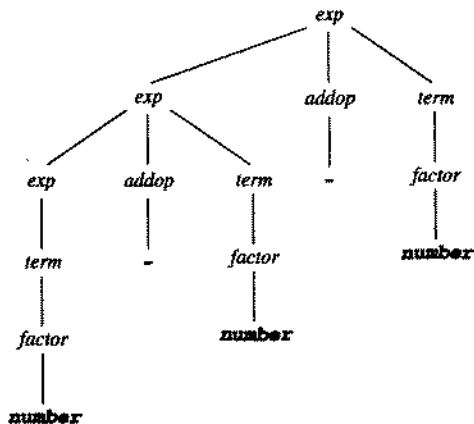 exp
exp addop term
exp addop term - factor
term - factor number
factor number
number